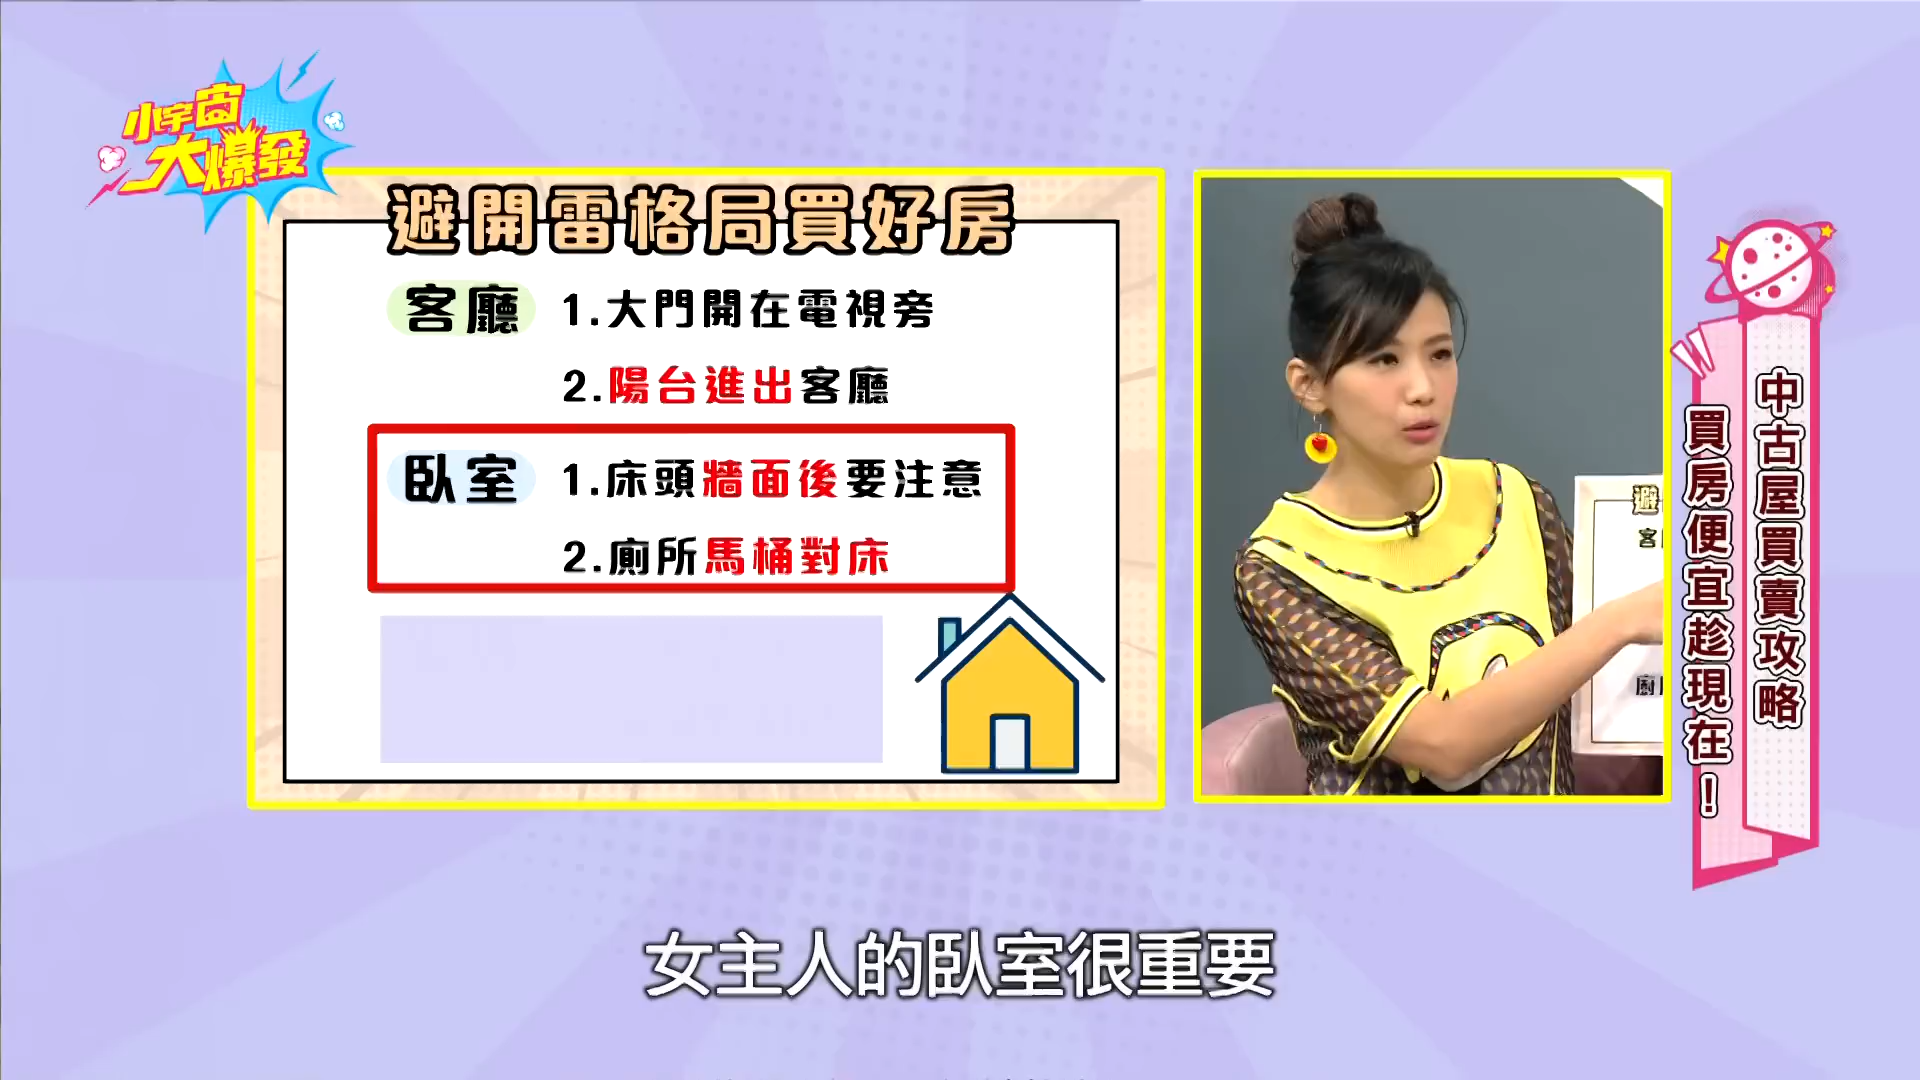 小宇宙
大爆發
避開雷格局買好房
客廳 1.大門開在電視旁
2.陽台進出客廳
臥室 1.床頭牆面後要注意
2.廁所馬桶對床
避
客
廚
中古屋買賣攻略
買房便宜趁現在！
女主人的臥室很重要